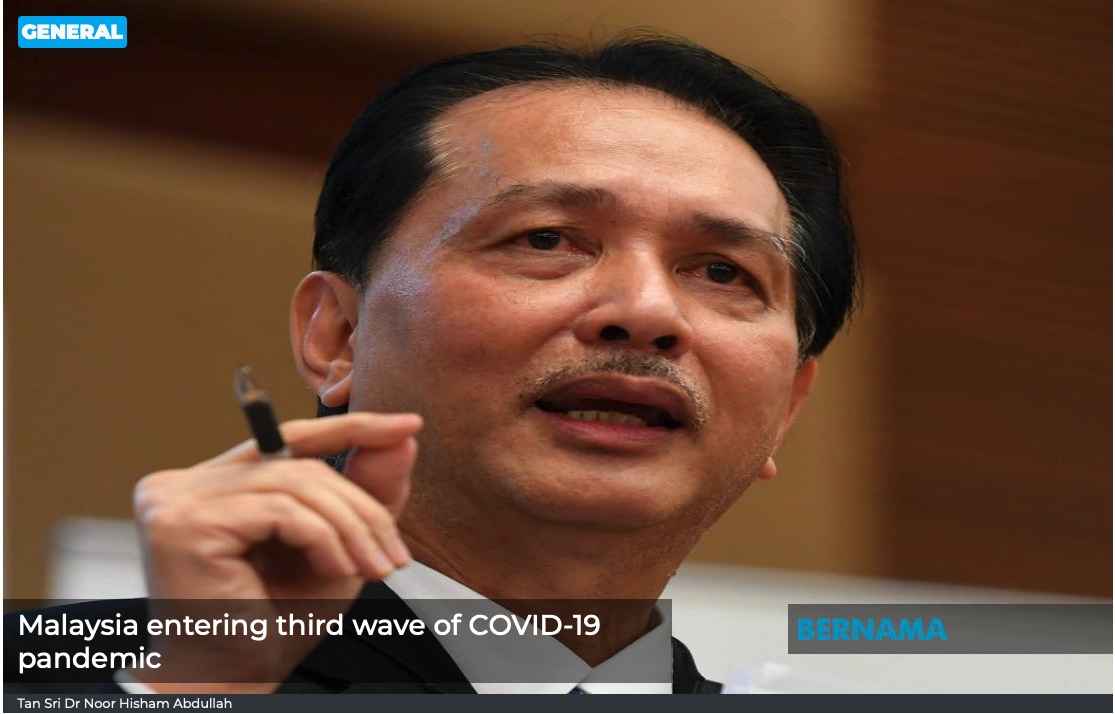 GENERAL
Malaysia entering third wave of COVID-19
pandemic
BERNAMA
Tan Sri Dr Noor Hisham Abdullah